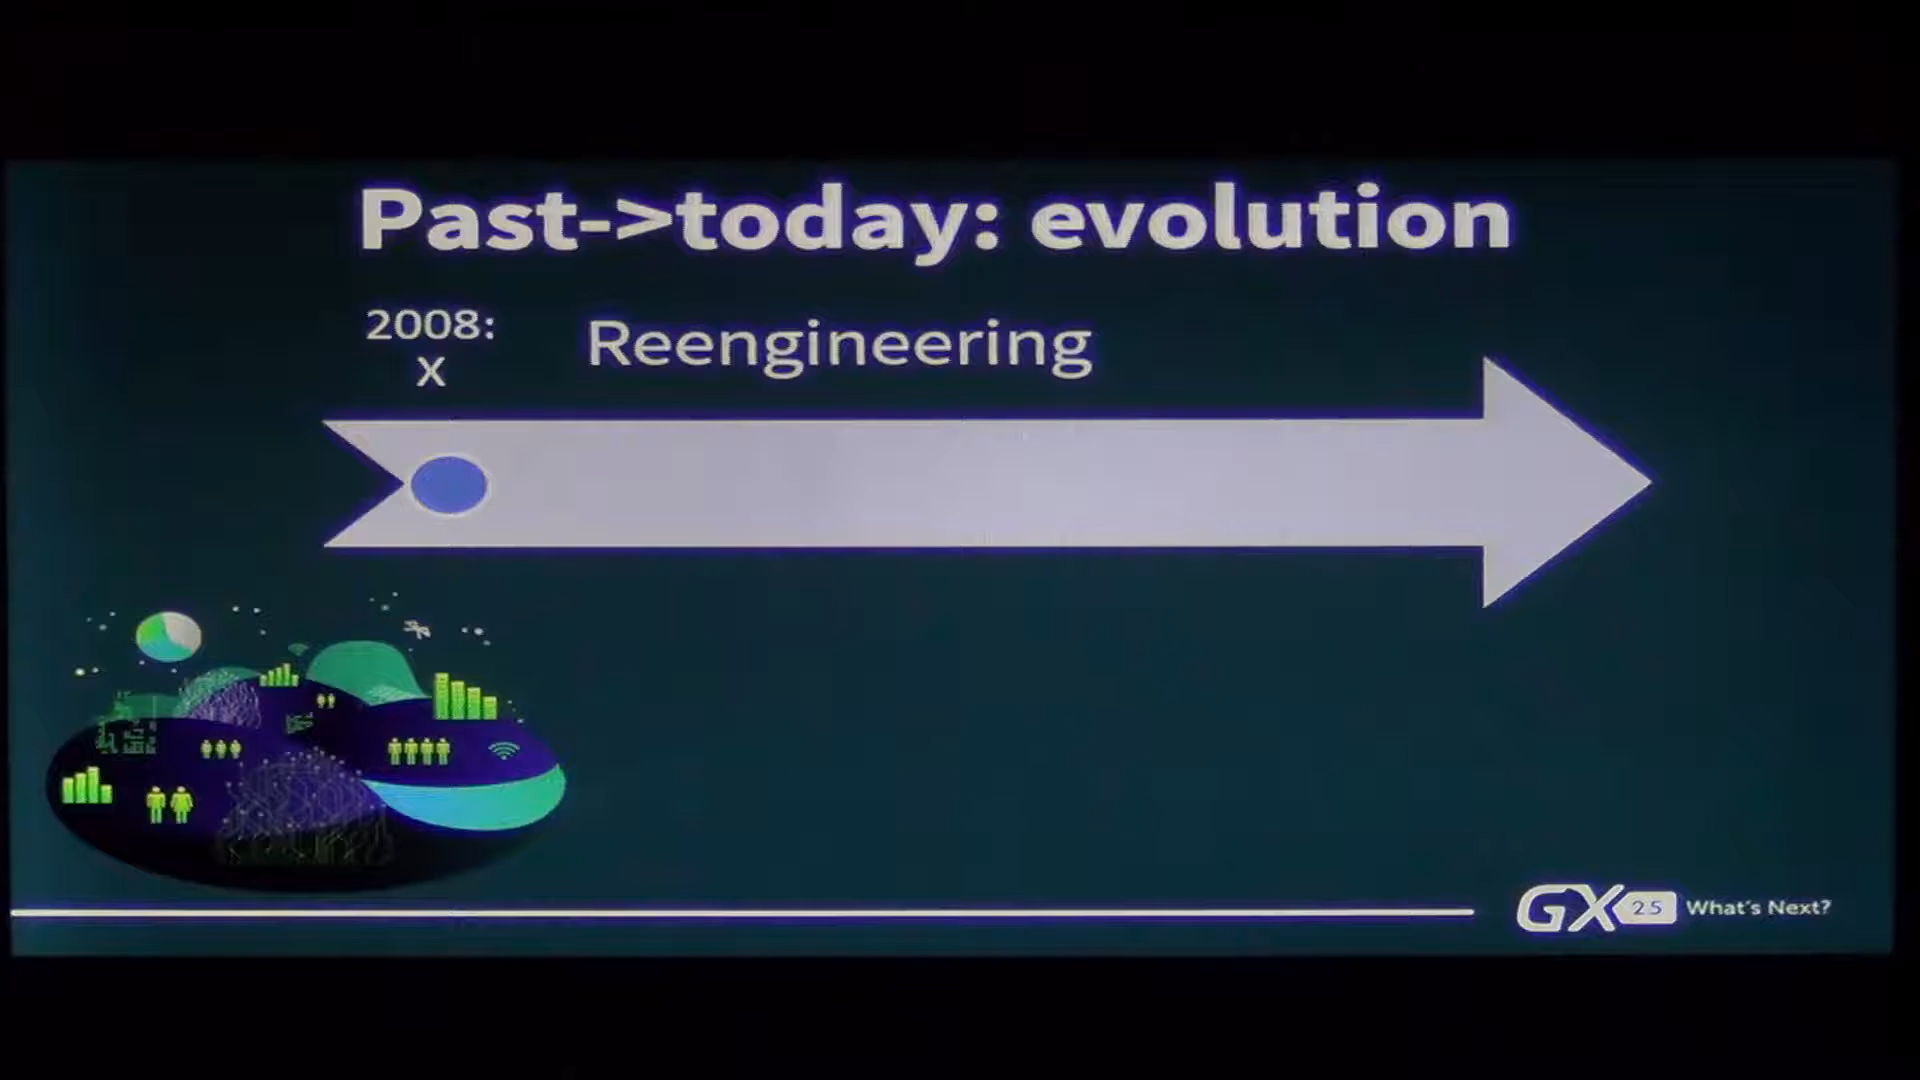 Past->today: evolution
2008:
X
Reengineering
GX 25 What's Next?